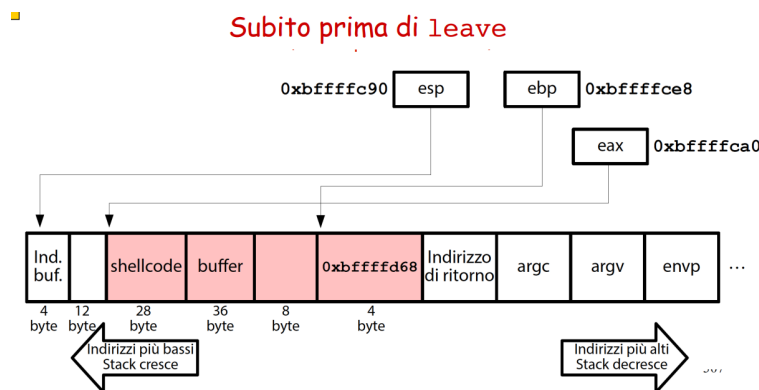 Subito prima di leave
0xbffffc90 esp
ebp 0xbffffce8
eax 0xbffffca0
Ind.
buf.
shellcode
buffer
0xbffffd68
Indirizzo
di ritorno
argc
argv
envp
...
4
byte
12
byte
28
byte
36
byte
8
byte
4
byte
Indirizzi più bassi
Stack cresce
Indirizzi più alti
Stack decresce